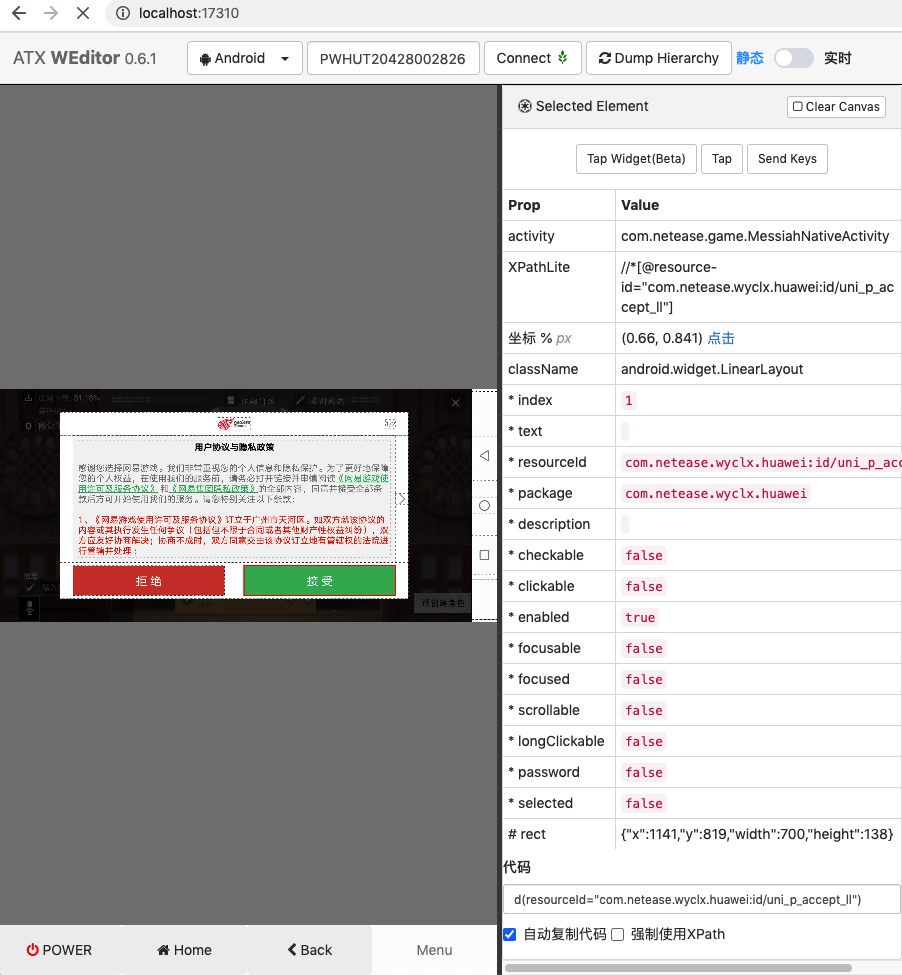 localhost:17310
ATX WEditor 0.6.1
Android
PWHUT20428002826
Connect
Dump Hierarchy
静态
实时
Selected Element
Clear Canvas
Tap Widget(Beta)
Tap
Send Keys
Prop Value
activity com.netease.game.MessiahNativeActivity
XPathLite //*[@resource-
id="com.netease.wyclx.huawei:id/uni_p_ac
cept_ll"]
坐标 % px (0.66, 0.841) 点击
className android.widget.LinearLayout
* index 1
* text
* resourceId com.netease.wyclx.huawei:id/uni_p_acc
* package com.netease.wyclx.huawei
* description
* checkable false
* clickable false
* enabled true
* focusable false
* focused false
* scrollable false
* longClickable false
* password false
* selected false
# rect {"x":1141,"y":819,"width":700,"height":138}
代码
d(resourceId="com.netease.wyclx.huawei:id/uni_p_accept_ll")
自动复制代码 强制使用XPath
用户协议与隐私政策
感谢您选择网易游戏。我们非常重视您的个人信息和隐私保护。为了更好地保障
您的个人权益，在使用我们的服务前，请务必打开链接并审慎阅读《网易游戏使
用许可及服务协议》和《网易集团隐私政策》的全部内容，同意并接受全部条
款后方可开始使用我们的服务。请您特别关注以下条款：
1、《网易游戏使用许可及服务协议》订立于广州市天河区。如双方就该协议的
内容或其执行发生任何争议（包括但不限于合同或者其他财产性权益纠纷），双
方应友好协商解决；协商不成时，双方同意交由该协议订立地有管辖权的法院进
行管辖并处理；
拒绝
接受
预创建角色
POWER
Home
Back
Menu